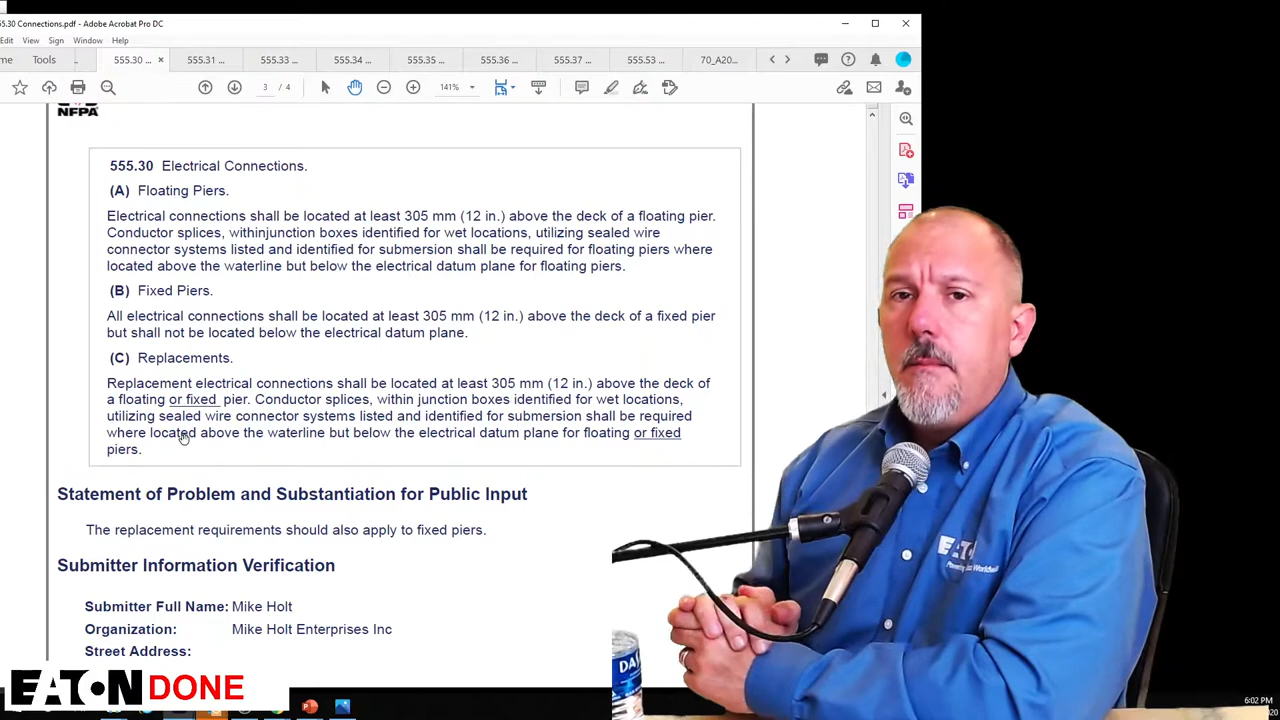 55.30 Connections.pdf - Adobe Acrobat Pro DC
Edit View Sign Window Help
me Tools 555.30 ... × 555.31 ... 555.33 ... 555.34 ... 555.35 ... 555.36 ... 555.37 ... 555.53 ... 70_A20...
3 / 4 141%
NFPA
555.30 Electrical Connections.
(A) Floating Piers.
Electrical connections shall be located at least 305 mm (12 in.) above the deck of a floating pier.
Conductor splices, withinjunction boxes identified for wet locations, utilizing sealed wire
connector systems listed and identified for submersion shall be required for floating piers where
located above the waterline but below the electrical datum plane for floating piers.
(B) Fixed Piers.
All electrical connections shall be located at least 305 mm (12 in.) above the deck of a fixed pier
but shall not be located below the electrical datum plane.
(C) Replacements.
Replacement electrical connections shall be located at least 305 mm (12 in.) above the deck of
a floating or fixed pier. Conductor splices, within junction boxes identified for wet locations,
utilizing sealed wire connector systems listed and identified for submersion shall be required
where located above the waterline but below the electrical datum plane for floating or fixed
piers.
Statement of Problem and Substantiation for Public Input
The replacement requirements should also apply to fixed piers.
Submitter Information Verification
Submitter Full Name: Mike Holt
Organization: Mike Holt Enterprises Inc
Street Address:
EATON DONE
EATON
Powering
DA
6:02 PM